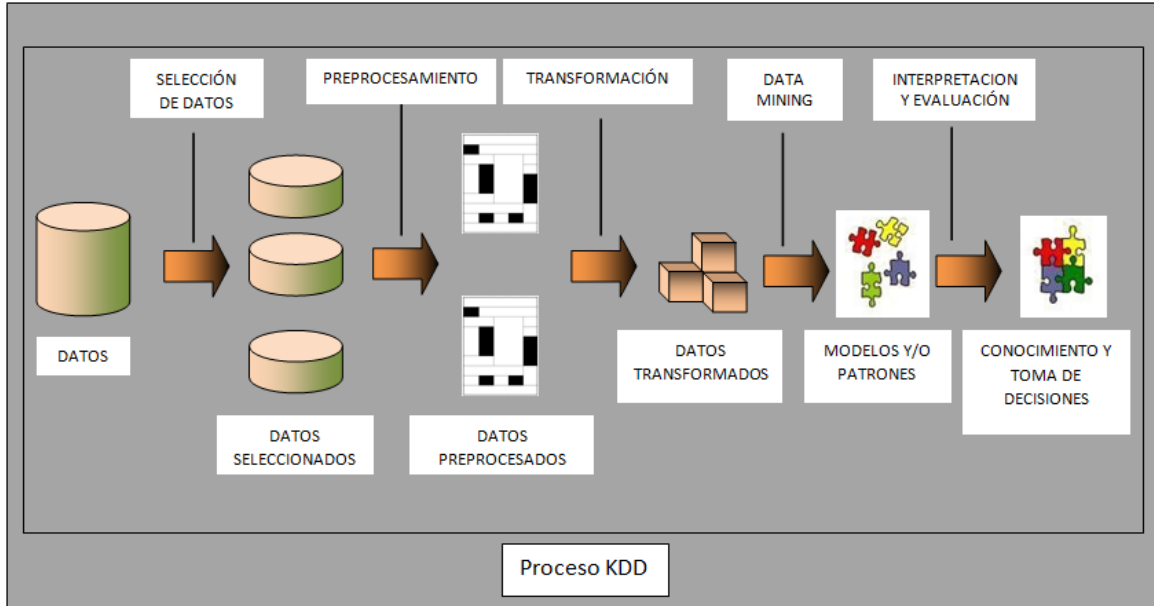 SELECCIÓN
DE DATOS
PREPROCESAMIENTO
TRANSFORMACIÓN
DATA
MINING
INTERPRETACION
Y EVALUACIÓN
DATOS
DATOS
SELECCIONADOS
DATOS
PREPROCESADOS
DATOS
TRANSFORMADOS
MODELOS Y/O
PATRONES
CONOCIMIENTO Y
TOMA DE
DECISIONES
Proceso KDD